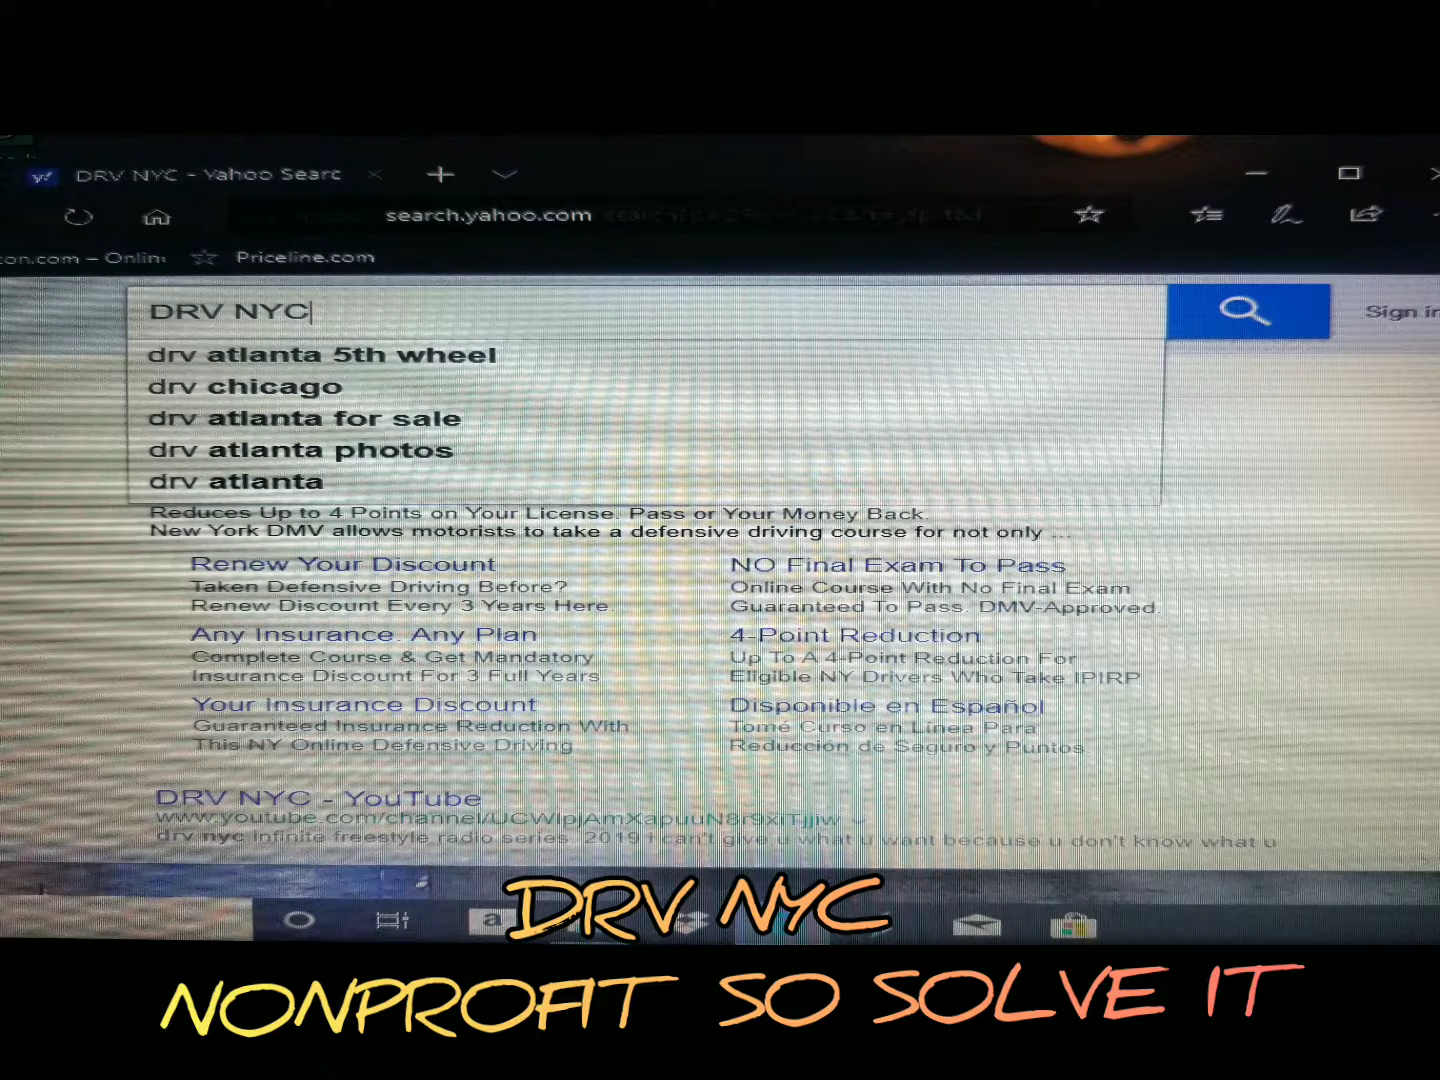 DRV NYC - Yahoo Searc
search.yahoo.com
on.com – Onlin
Priceline.com
DRV NYC
Sign in
drv atlanta 5th wheel
drv chicago
drv atlanta for sale
drv atlanta photos
drv atlanta
Reduces Up to 4 Points on Your License. Pass or Your Money Back.
New York DMV allows motorists to take a defensive driving course for not only ...
Renew Your Discount
Taken Defensive Driving Before?
Renew Discount Every 3 Years Here.
NO Final Exam To Pass
Online Course With No Final Exam
Guaranteed To Pass. DMV-Approved.
Any Insurance. Any Plan
Complete Course & Get Mandatory
Insurance Discount For 3 Full Years
4-Point Reduction
Up To A 4-Point Reduction For
Eligible NY Drivers Who Take IPIRP
Your Insurance Discount
Guaranteed Insurance Reduction With
This NY Online Defensive Driving
Disponible en Español
Tomé Curso en Línea Para
Reducción de Seguro y Puntos
DRV NYC - YouTube
www.youtube.com/channel/
drv nyc infinite freestyle radio series. 2019 i can't give u what u want because u don't know what u
a
DRV NYC
NONPROFIT SO SOLVE IT